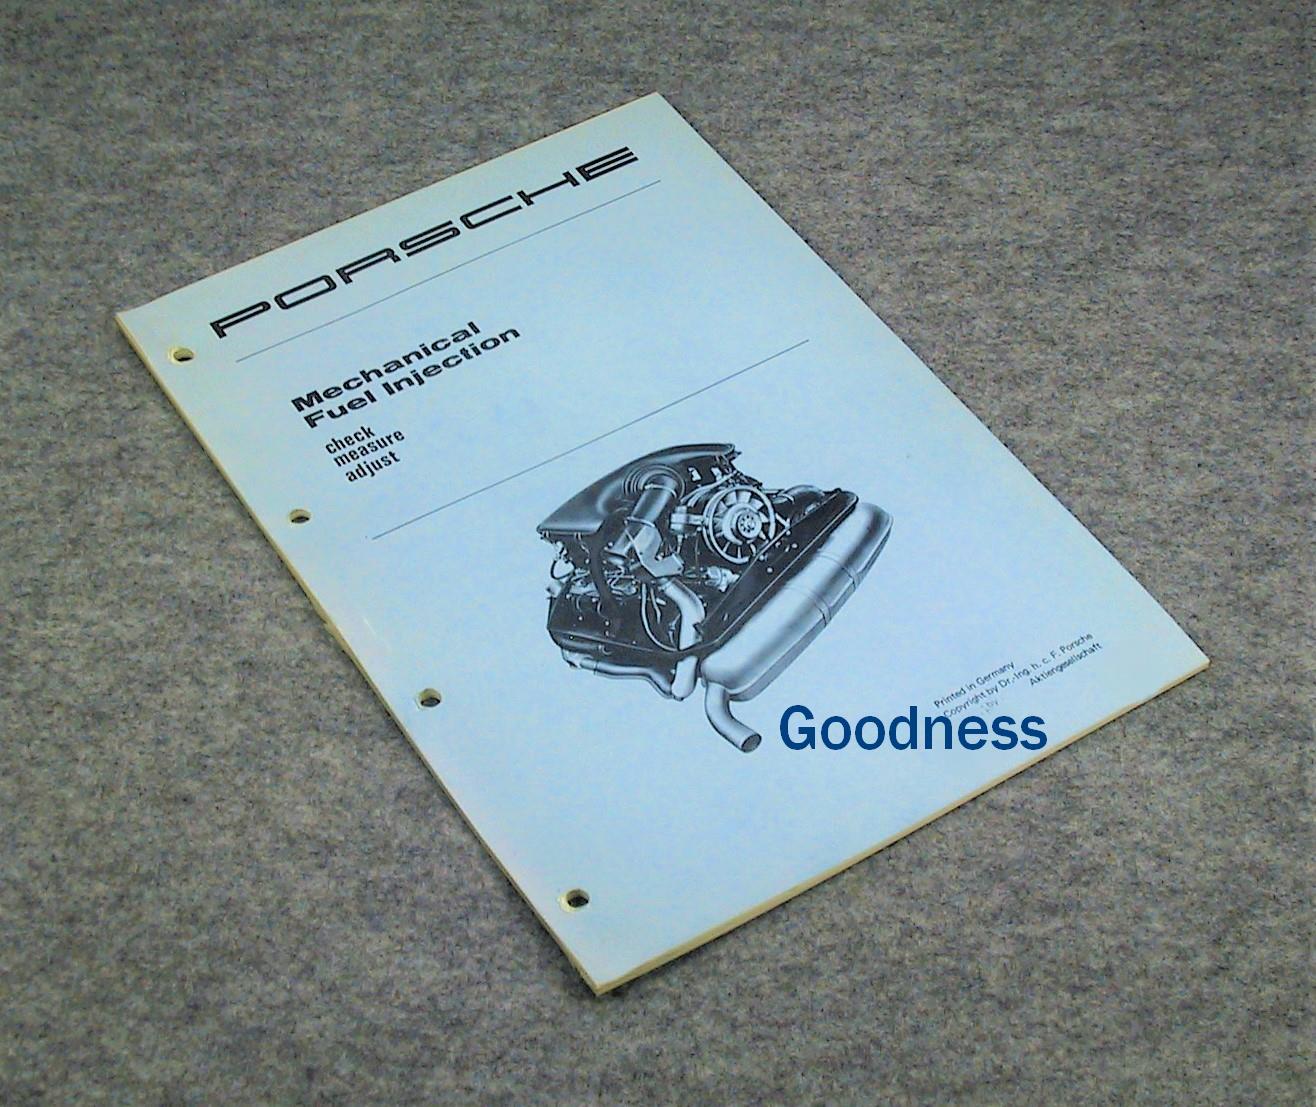 PORSCHE
Mechanical
Fuel Injection
check
measure
adjust
Printed in Germany
Copyright by Dr.-Ing. h. c. F. Porsche
Aktiengesellschaft
Goodness